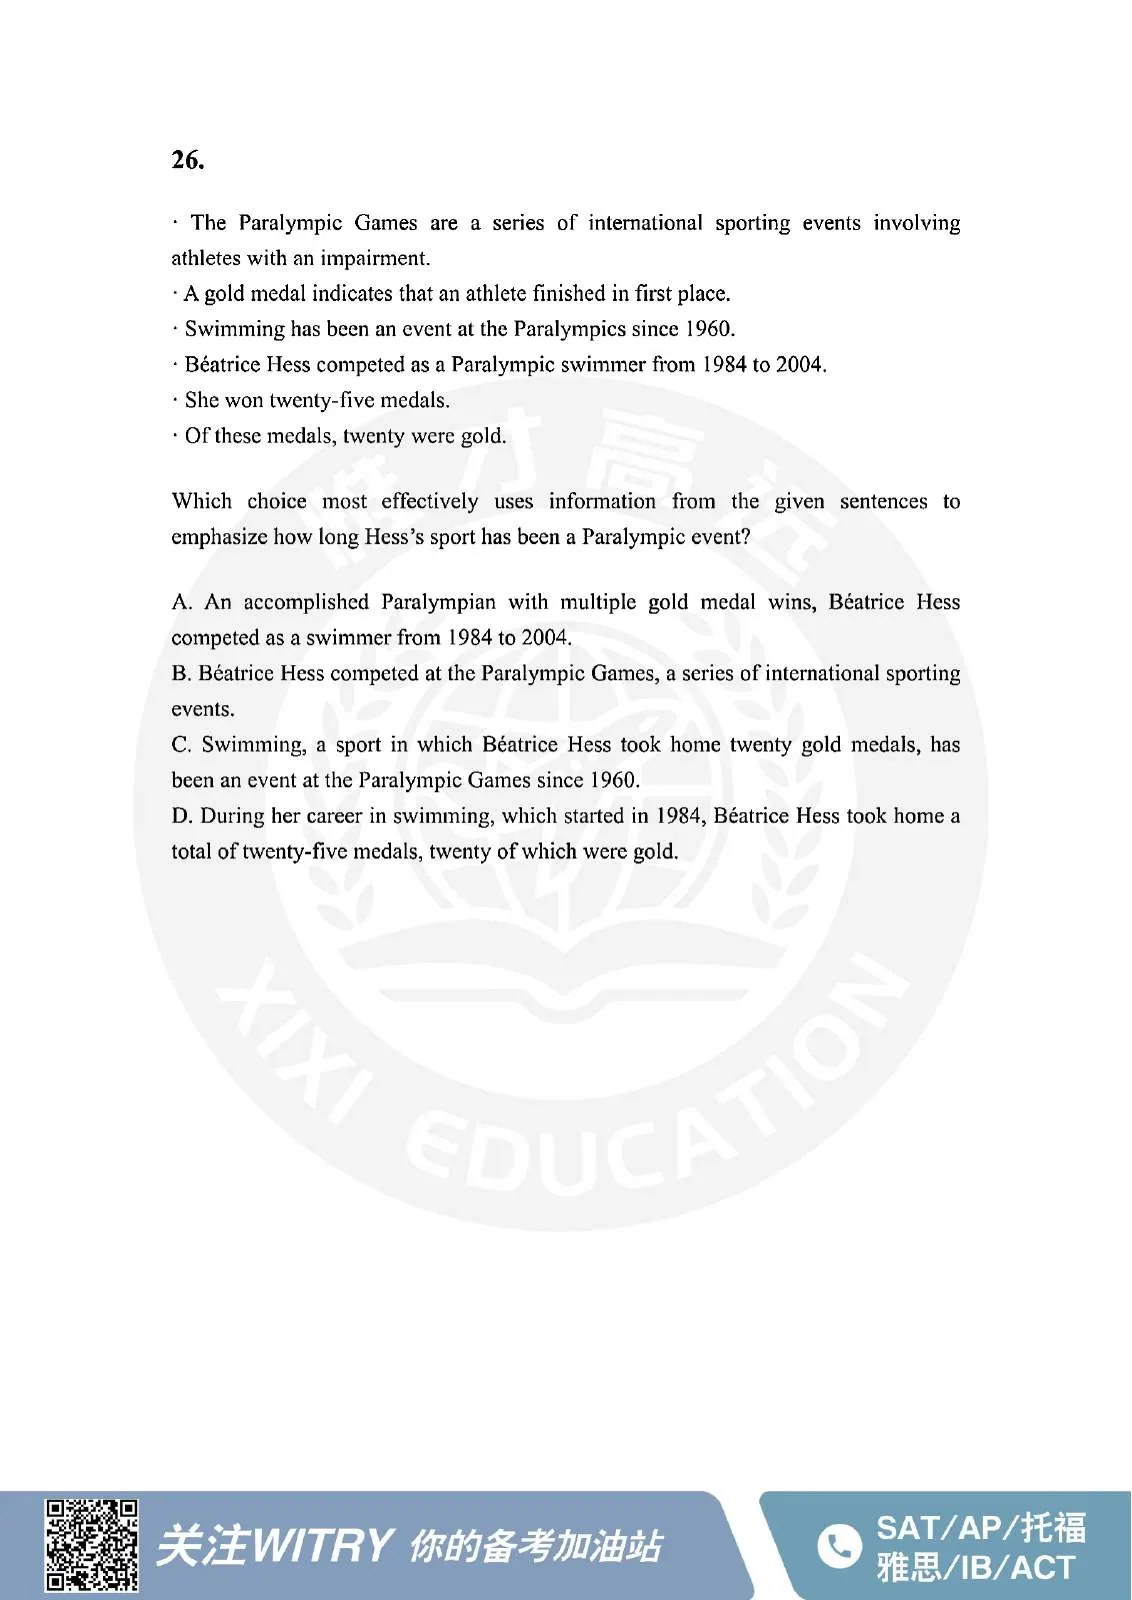 26.
· The Paralympic Games are a series of international sporting events involving
athletes with an impairment.
· A gold medal indicates that an athlete finished in first place.
· Swimming has been an event at the Paralympics since 1960.
· Béatrice Hess competed as a Paralympic swimmer from 1984 to 2004.
· She won twenty-five medals.
· Of these medals, twenty were gold.
Which choice most effectively uses information from the given sentences to
emphasize how long Hess’s sport has been a Paralympic event?
A. An accomplished Paralympian with multiple gold medal wins, Béatrice Hess
competed as a swimmer from 1984 to 2004.
B. Béatrice Hess competed at the Paralympic Games, a series of international sporting
events.
C. Swimming, a sport in which Béatrice Hess took home twenty gold medals, has
been an event at the Paralympic Games since 1960.
D. During her career in swimming, which started in 1984, Béatrice Hess took home a
total of twenty-five medals, twenty of which were gold.
XIXI EDUCATION
关注WITRY 你的备考加油站
SAT/AP/托福
雅思/IB/ACT